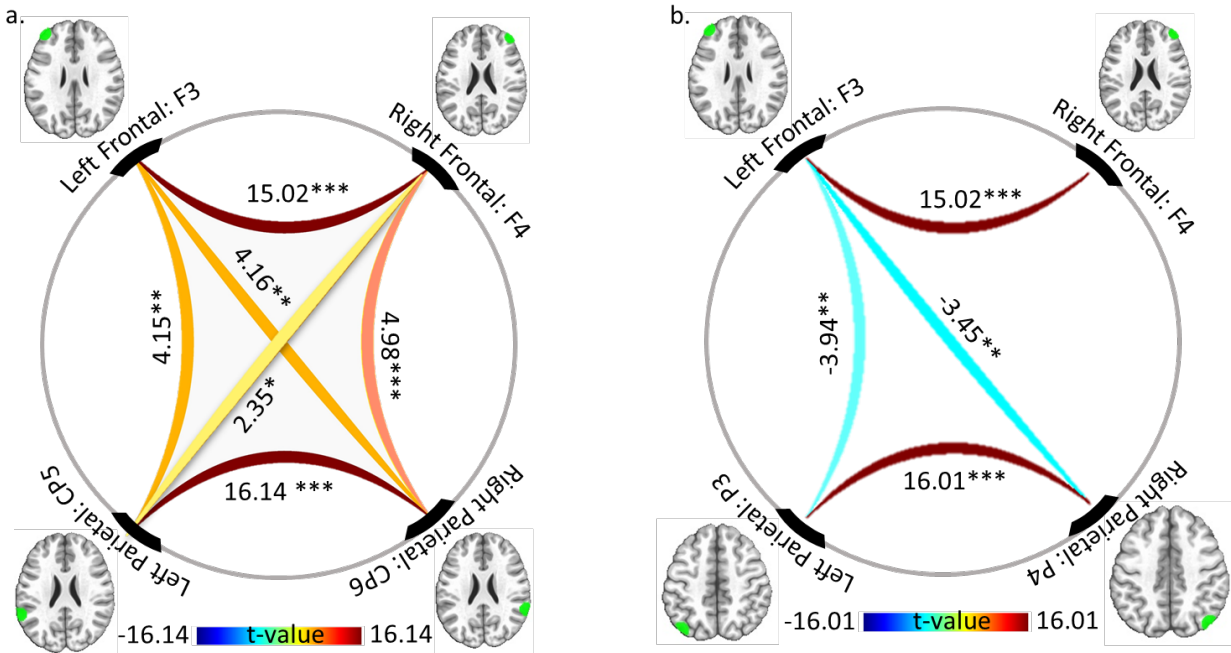 a.
Left Frontal: F3
Right Frontal: F4
15.02***
4.16**
4.15**
4.98***
2.35*
16.14 ***
Left Parietal: CP5
Right Parietal: CP6
-16.14 t-value 16.14
b.
Left Frontal: F3
Right Frontal: F4
15.02***
-3.94**
-3.45**
16.01***
Left Parietal: P3
Right Parietal: P4
-16.01 t-value 16.01